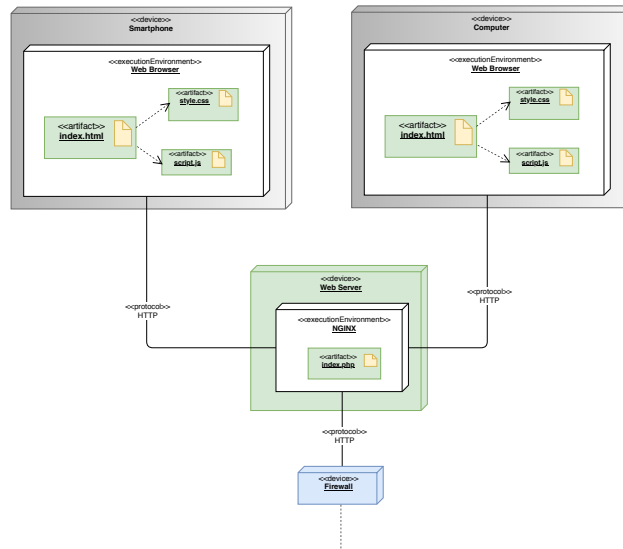 <<device>>
Smartphone
<<executionEnvironment>>
Web Browser
<<artifact>>
style.css
<<artifact>>
index.html
<<artifact>>
script.js
<<device>>
Computer
<<executionEnvironment>>
Web Browser
<<artifact>>
style.css
<<artifact>>
index.html
<<artifact>>
script.js
<<protocol>>
HTTP
<<device>>
Web Server
<<executionEnvironment>>
NGINX
<<artifact>>
index.php
<<protocol>>
HTTP
<<protocol>>
HTTP
<<device>>
Firewall